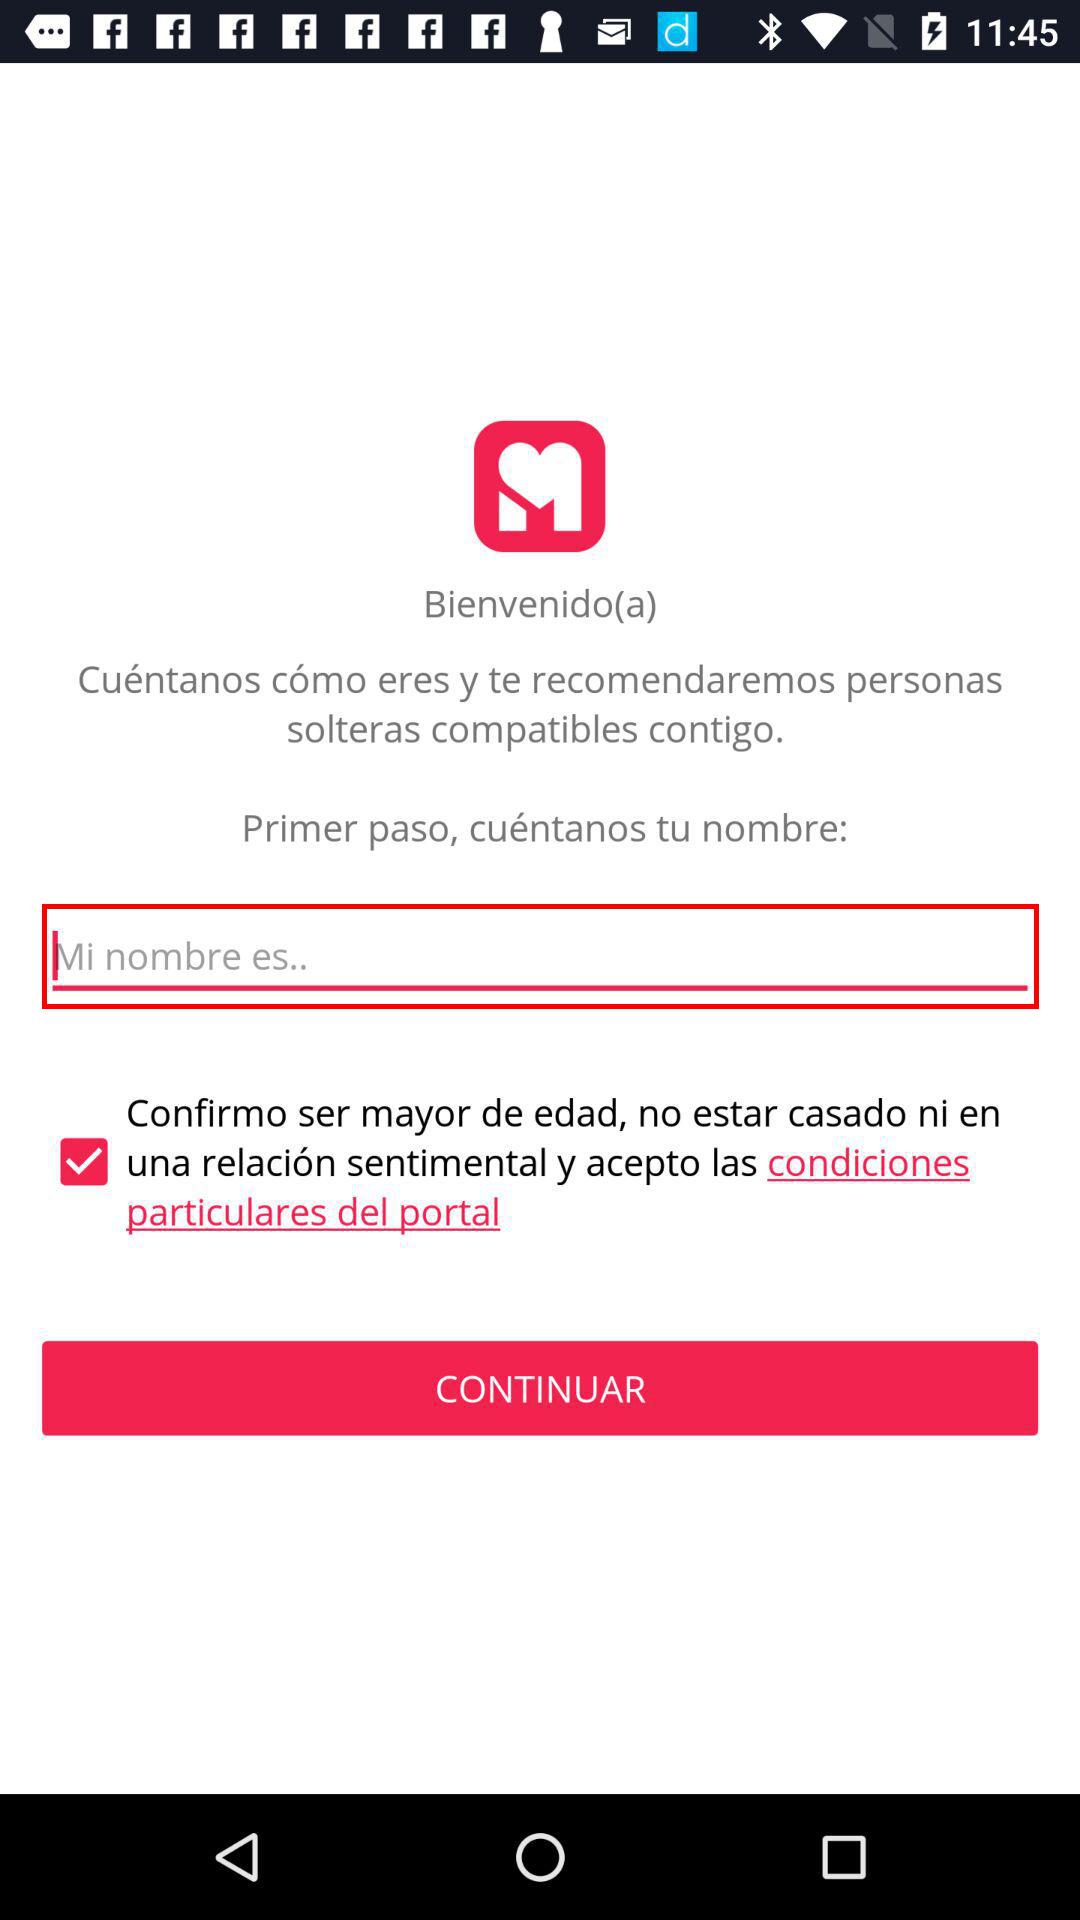 11:45
Bienvenido(a)
Cuéntanos cómo eres y te recomendaremos personas
solteras compatibles contigo.
Primer paso, cuéntanos tu nombre:
Mi nombre es..
Confirmo ser mayor de edad, no estar casado ni en
una relación sentimental y acepto las condiciones
particulares del portal
CONTINUAR